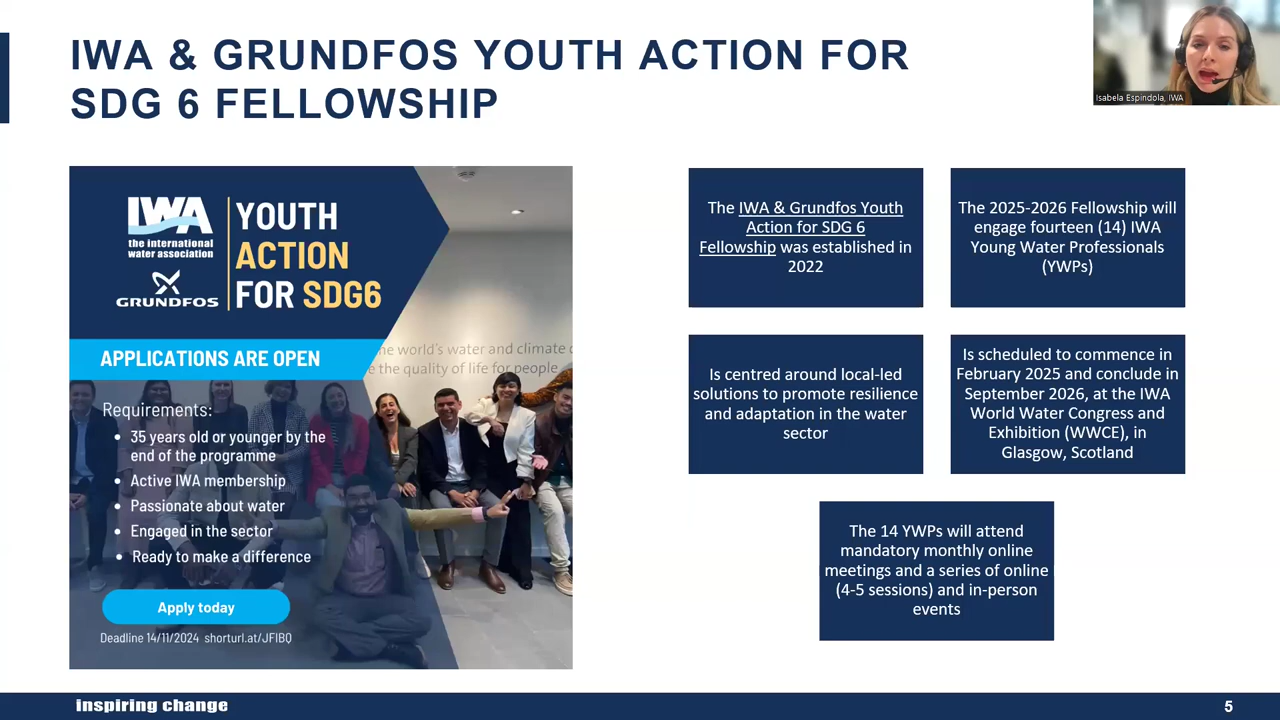 IWA & GRUNDFOS YOUTH ACTION FOR
SDG 6 FELLOWSHIP
Isabela Espindola, IWA
IWA
the international
water association
GRUNDFOS
YOUTH
ACTION
FOR SDG6
APPLICATIONS ARE OPEN
he world's water and climate
e the quality of life for people
Requirements:
• 35 years old or younger by the
end of the programme
• Active IWA membership
• Passionate about water
• Engaged in the sector
• Ready to make a difference
Apply today
Deadline 14/11/2024 shorturl.at/JFIBQ
The IWA & Grundfos Youth
Action for SDG 6
Fellowship was established in
2022
The 2025-2026 Fellowship will
engage fourteen (14) IWA
Young Water Professionals
(YWPs)
Is centred around local-led
solutions to promote resilience
and adaptation in the water
sector
Is scheduled to commence in
February 2025 and conclude in
September 2026, at the IWA
World Water Congress and
Exhibition (WWCE), in
Glasgow, Scotland
The 14 YWPs will attend
mandatory monthly online
meetings and a series of online
(4-5 sessions) and in-person
events
inspiring change
5